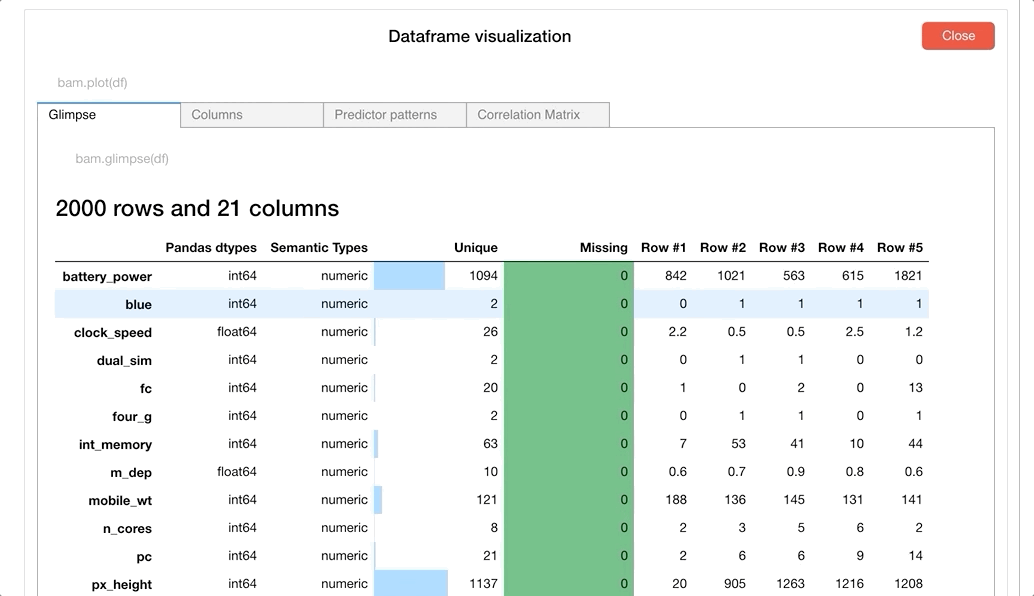 Dataframe visualization
Close
bam.plot(df)
Glimpse Columns Predictor patterns Correlation Matrix
bam.glimpse(df)
2000 rows and 21 columns
Pandas dtypes Semantic Types Unique Missing Row #1 Row #2 Row #3 Row #4 Row #5
battery_power int64 numeric 1094 0 842 1021 563 615 1821
blue int64 numeric 2 0 0 1 1 1 1
clock_speed float64 numeric 26 0 2.2 0.5 0.5 2.5 1.2
dual_sim int64 numeric 2 0 0 1 1 0 0
fc int64 numeric 20 0 1 0 2 0 13
four_g int64 numeric 2 0 0 1 1 0 1
int_memory int64 numeric 63 0 7 53 41 10 44
m_dep float64 numeric 10 0 0.6 0.7 0.9 0.8 0.6
mobile_wt int64 numeric 121 0 188 136 145 131 141
n_cores int64 numeric 8 0 2 3 5 6 2
pc int64 numeric 21 0 2 6 6 9 14
px_height int64 numeric 1137 0 20 905 1263 1216 1208